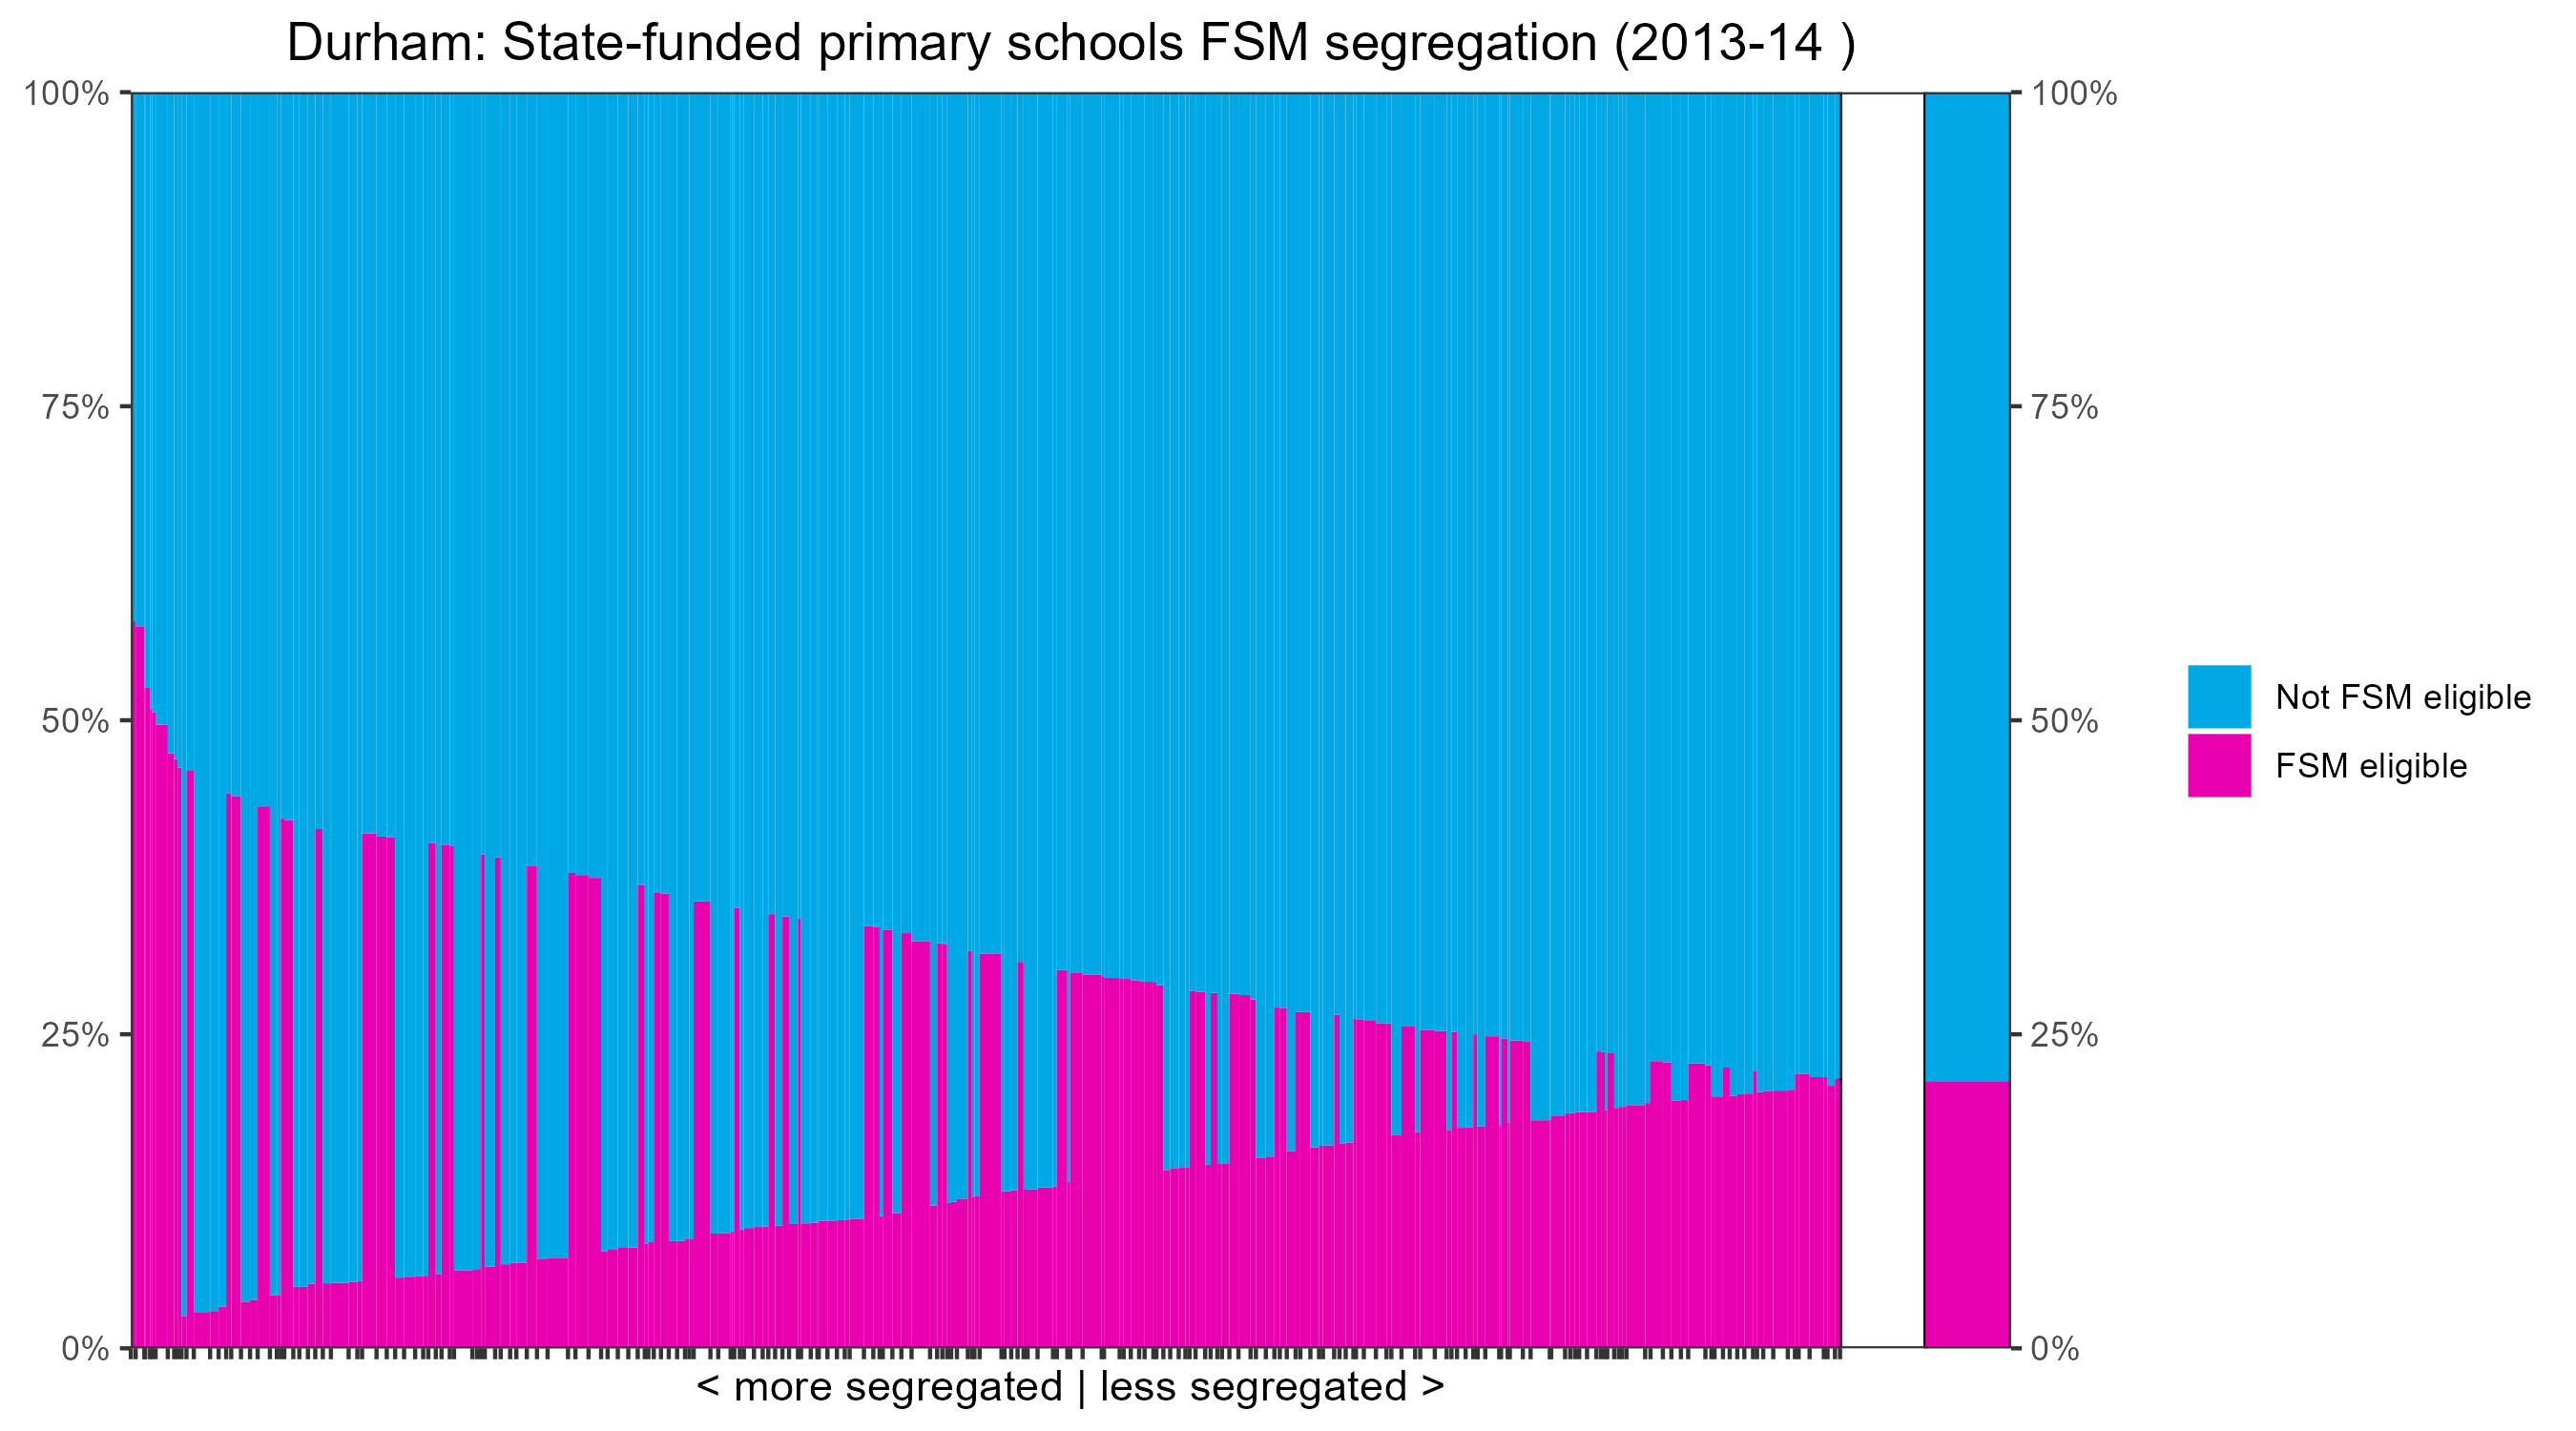 Durham: State-funded primary schools FSM segregation (2013-14 )
100%
75%
50%
25%
0%
100%
75%
50%
25%
0%
Not FSM eligible
FSM eligible
< more segregated | less segregated >